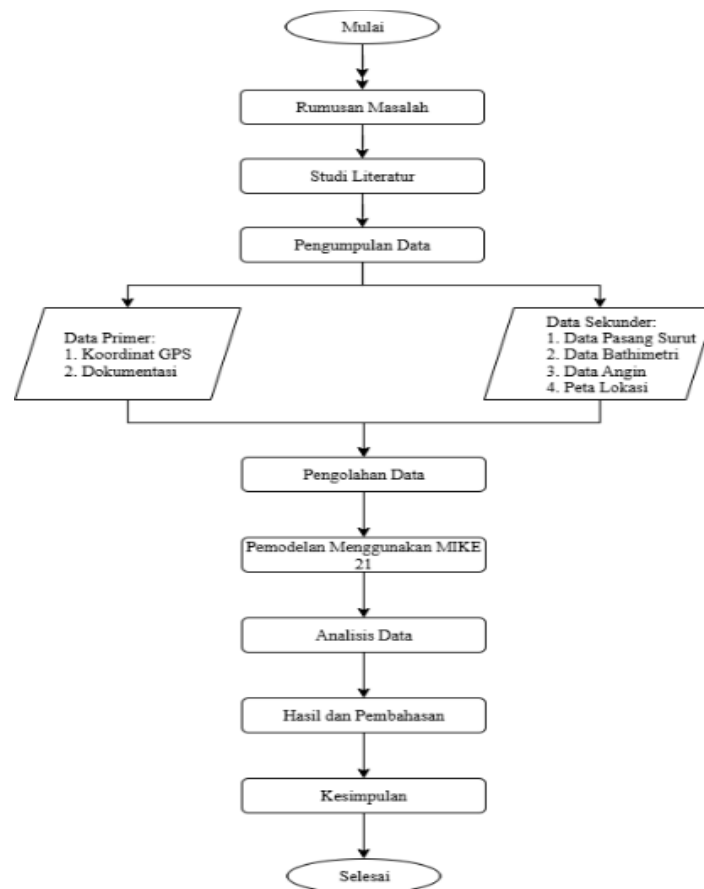 Mulai
Rumusan Masalah
Studi Literatur
Pengumpulan Data
Data Primer:
1. Koordinat GPS
2. Dokumentasi
Data Sekunder:
1. Data Pasang Surut
2. Data Bathimetri
3. Data Angin
4. Peta Lokasi
Pengolahan Data
Pemodelan Menggunakan MIKE
21
Analisis Data
Hasil dan Pembahasan
Kesimpulan
Selesai